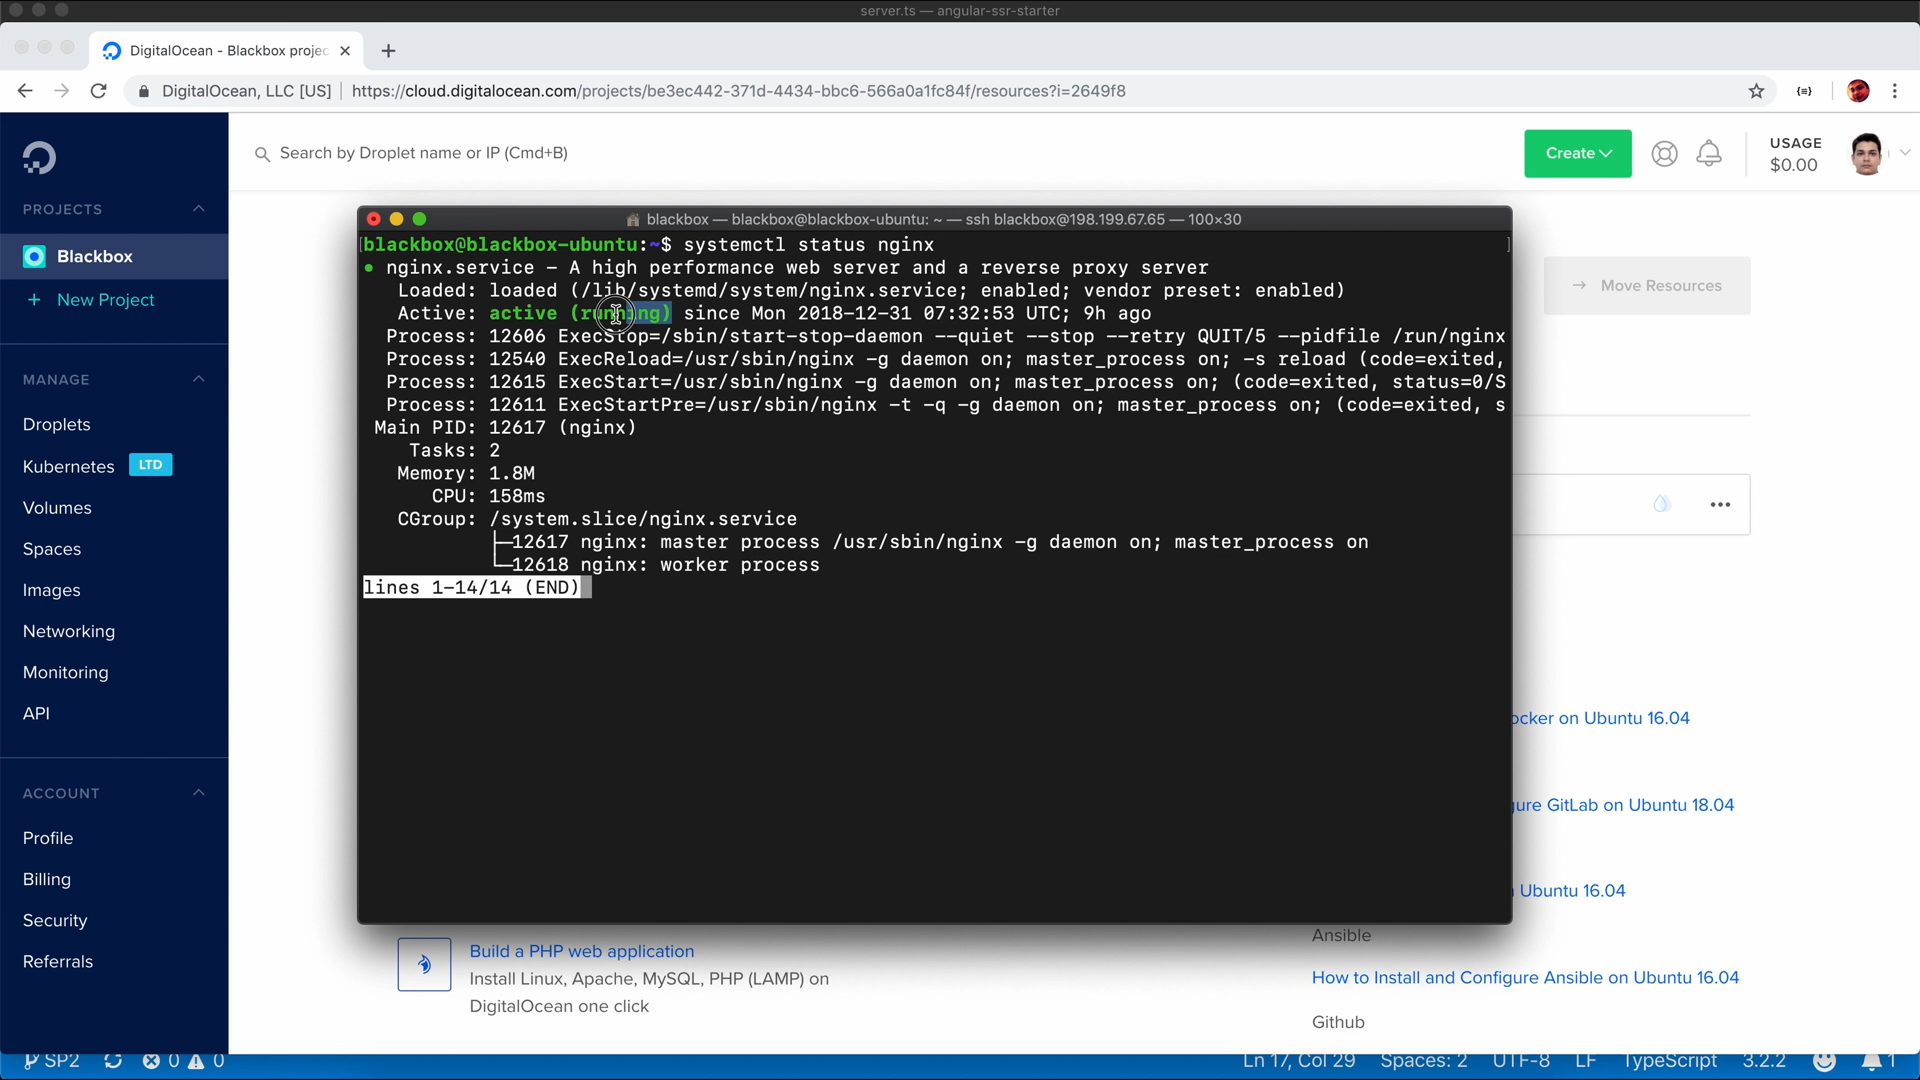 server.ts — angular-ssr-starter
DigitalOcean - Blackbox projec
DigitalOcean, LLC [US]
https://cloud.digitalocean.com/projects/be3ec442-371d-4434-bbc6-566a0a1fc84f/resources?i=2649f8
Search by Droplet name or IP (Cmd+B)
Create
USAGE
$0.00
PROJECTS
Blackbox
+ New Project
MANAGE
Droplets
Kubernetes LTD
Volumes
Spaces
Images
Networking
Monitoring
API
ACCOUNT
Profile
Billing
Security
Referrals
blackbox — blackbox@blackbox-ubuntu: ~ — ssh blackbox@198.199.67.65 — 100×30
[blackbox@blackbox-ubuntu:~$ systemctl status nginx ]
● nginx.service - A high performance web server and a reverse proxy server
Loaded: loaded (/lib/systemd/system/nginx.service; enabled; vendor preset: enabled)
Active: active (running) since Mon 2018-12-31 07:32:53 UTC; 9h ago
Process: 12606 ExecStop=/sbin/start-stop-daemon --quiet --stop --retry QUIT/5 --pidfile /run/nginx
Process: 12540 ExecReload=/usr/sbin/nginx -g daemon on; master_process on; -s reload (code=exited,
Process: 12615 ExecStart=/usr/sbin/nginx -g daemon on; master_process on; (code=exited, status=0/S
Process: 12611 ExecStartPre=/usr/sbin/nginx -t -q -g daemon on; master_process on; (code=exited, s
Main PID: 12617 (nginx)
Tasks: 2
Memory: 1.8M
CPU: 158ms
CGroup: /system.slice/nginx.service
├─12617 nginx: master process /usr/sbin/nginx -g daemon on; master_process on
└─12618 nginx: worker process
lines 1-14/14 (END)
→ Move Resources
ocker on Ubuntu 16.04
ure GitLab on Ubuntu 18.04
Ubuntu 16.04
Ansible
How to Install and Configure Ansible on Ubuntu 16.04
Github
Build a PHP web application
Install Linux, Apache, MySQL, PHP (LAMP) on
DigitalOcean one click
SP2 0 0
Ln 17, Col 29 Spaces: 2 UTF-8 LF TypeScript 3.2.2 1